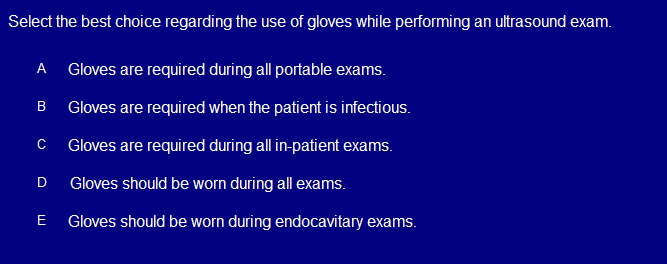 Select the best choice regarding the use of gloves while performing an ultrasound exam.
A Gloves are required during all portable exams.
B Gloves are required when the patient is infectious.
C Gloves are required during all in-patient exams.
D Gloves should be worn during all exams.
E Gloves should be worn during endocavitary exams.